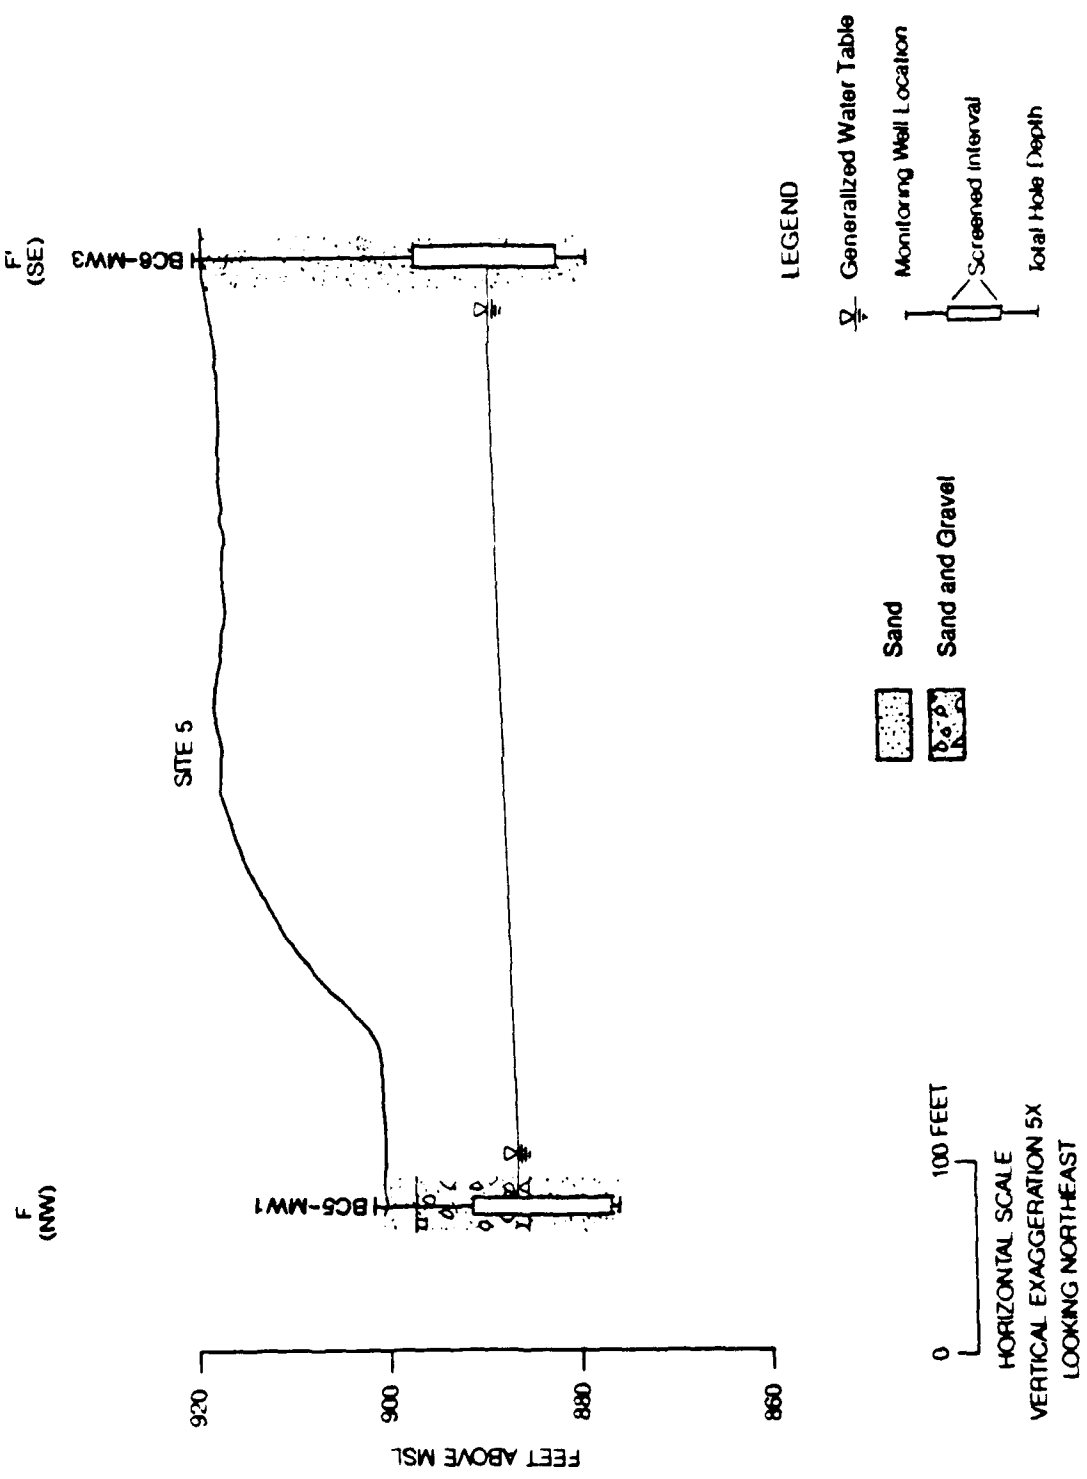 F
(NW)
F'
(SE)
BC5-MW1
BC6-MW3
SITE 5
920
900
880
860
FEET ABOVE MSL
0 100 FEET
HORIZONTAL SCALE
VERTICAL EXAGGERATION 5X
LOOKING NORTHEAST
Sand
Sand and Gravel
LEGEND
Generalized Water Table
Monitoring Well Location
Screened Interval
Total Hole Depth